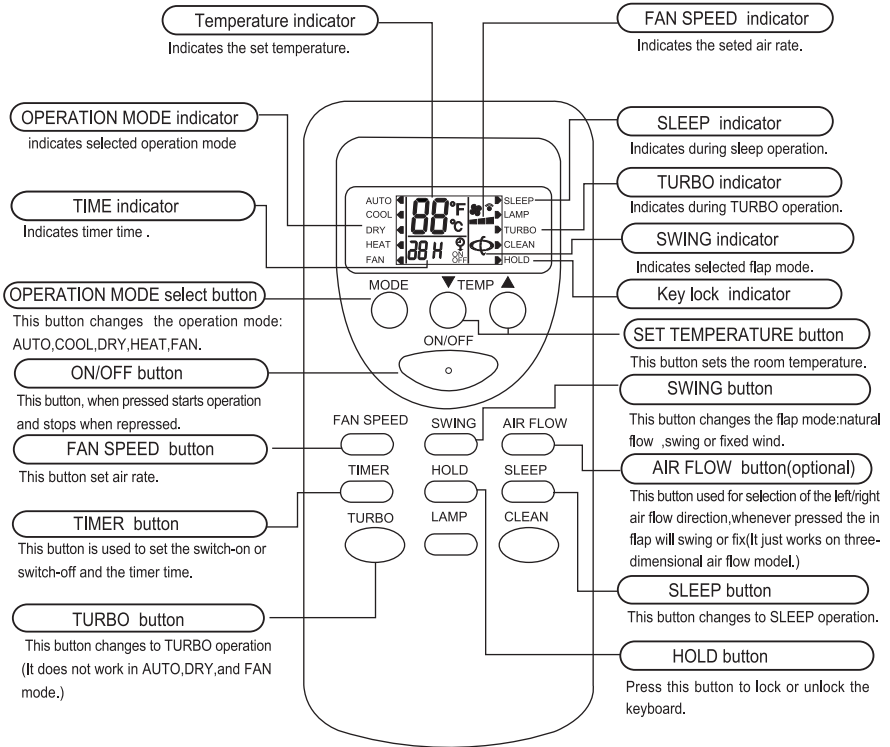 Temperature indicator
Indicates the set temperature.
FAN SPEED indicator
Indicates the seted air rate.
OPERATION MODE indicator
indicates selected operation mode
TIME indicator
Indicates timer time .
OPERATION MODE select button
This button changes the operation mode:
AUTO,COOL,DRY,HEAT,FAN.
ON/OFF button
This button, when pressed starts operation
and stops when repressed.
FAN SPEED button
This button set air rate.
TIMER button
This button is used to set the switch-on or
switch-off and the timer time.
TURBO button
This button changes to TURBO operation
(It does not work in AUTO,DRY,and FAN
mode.)
AUTO
COOL
DRY
HEAT
FAN
88 °F
°C
28 H ON
OFF
SLEEP
LAMP
TURBO
CLEAN
HOLD
MODE ▼ TEMP ▲
ON/OFF
FAN SPEED SWING AIR FLOW
TIMER HOLD SLEEP
TURBO LAMP CLEAN
SLEEP indicator
Indicates during sleep operation.
TURBO indicator
Indicates during TURBO operation.
SWING indicator
Indicates selected flap mode.
Key lock indicator
SET TEMPERATURE button
This button sets the room temperature.
SWING button
This button changes the flap mode:natural
flow ,swing or fixed wind.
AIR FLOW button(optional)
This button used for selection of the left/right
air flow direction,whenever pressed the in
flap will swing or fix(It just works on three-
dimensional air flow model.)
SLEEP button
This button changes to SLEEP operation.
HOLD button
Press this button to lock or unlock the
keyboard.